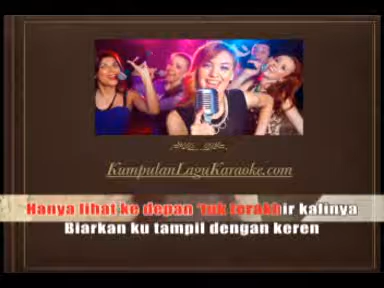 KumpulanLaguKaraoke.com
Hanya lihat ke depan 'tuk terakhir kalinya
Biarkan ku tampil dengan keren